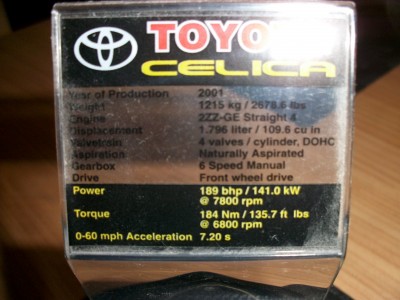 TOYOTA
CELICA
Year of Production 2001
Weight 1215 kg / 2678.6 lbs
Engine 2ZZ-GE Straight 4
Displacement 1.796 liter / 109.6 cu in
Valvetrain 4 valves / cylinder, DOHC
Aspiration Naturally Aspirated
Gearbox 6 Speed Manual
Drive Front wheel drive
Power 189 bhp / 141.0 kW
@ 7800 rpm
Torque 184 Nm / 135.7 ft lbs
@ 6800 rpm
0-60 mph Acceleration 7.20 s